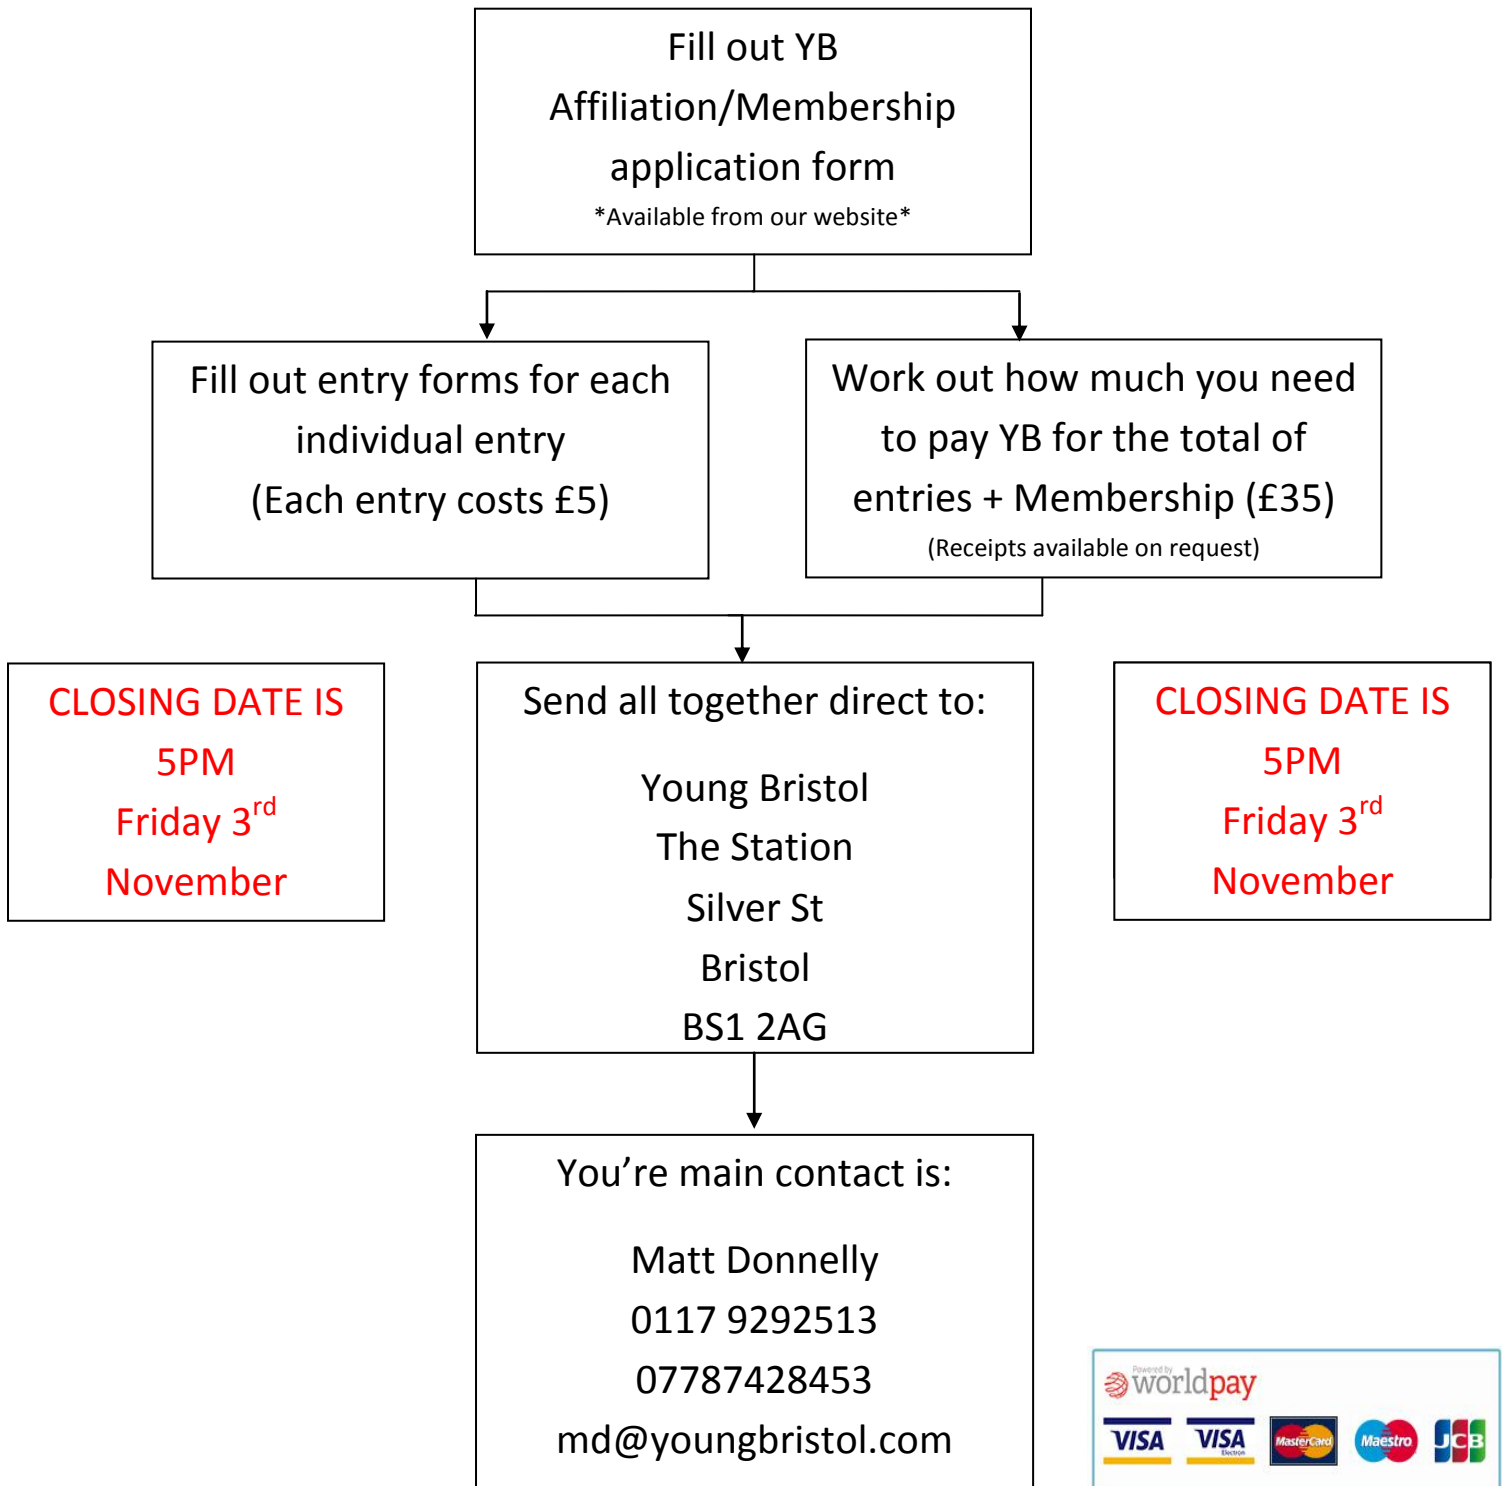 Fill out YB
Affiliation/Membership
application form
*Available from our website*
Fill out entry forms for each
individual entry
(Each entry costs £5)
Work out how much you need
to pay YB for the total of
entries + Membership (£35)
(Receipts available on request)
CLOSING DATE IS
5PM
Friday 3rd
November
Send all together direct to:
Young Bristol
The Station
Silver St
Bristol
BS1 2AG
CLOSING DATE IS
5PM
Friday 3rd
November
You’re main contact is:
Matt Donnelly
0117 9292513
07787428453
md@youngbristol.com
Powered by
worldpay
VISA
VISA
Electron
MasterCard
Maestro
JCB